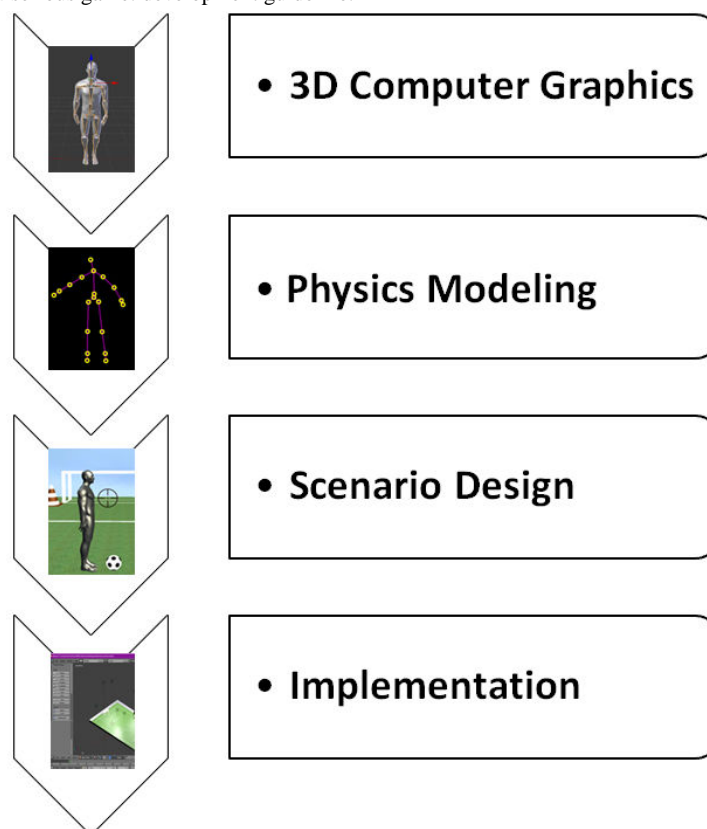 • 3D Computer Graphics
• Physics Modeling
• Scenario Design
• Implementation